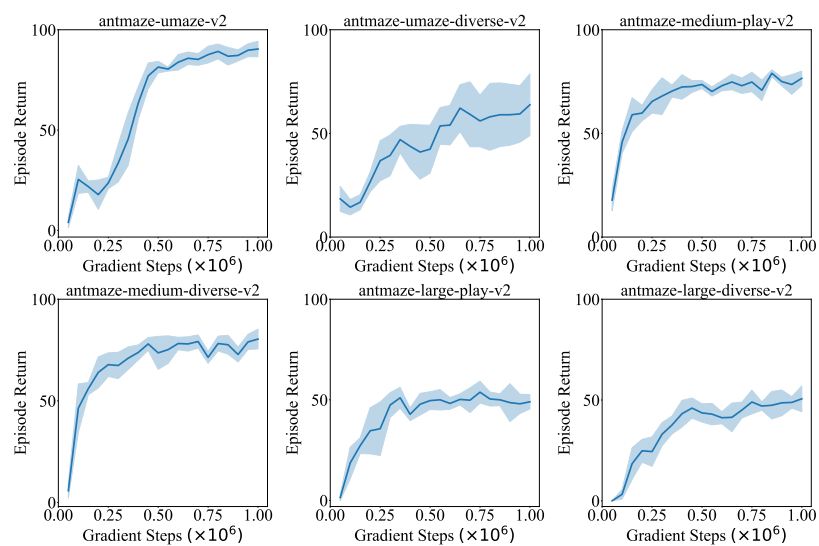 antmaze-umaze-v2
100
50
0
Episode Return
0.00 0.25 0.50 0.75 1.00
Gradient Steps (×10⁶)
antmaze-umaze-diverse-v2
100
50
0
Episode Return
0.00 0.25 0.50 0.75 1.00
Gradient Steps (×10⁶)
antmaze-medium-play-v2
100
50
0
Episode Return
0.00 0.25 0.50 0.75 1.00
Gradient Steps (×10⁶)
antmaze-medium-diverse-v2
100
50
0
Episode Return
0.00 0.25 0.50 0.75 1.00
Gradient Steps (×10⁶)
antmaze-large-play-v2
100
50
0
Episode Return
0.00 0.25 0.50 0.75 1.00
Gradient Steps (×10⁶)
antmaze-large-diverse-v2
100
50
0
Episode Return
0.00 0.25 0.50 0.75 1.00
Gradient Steps (×10⁶)